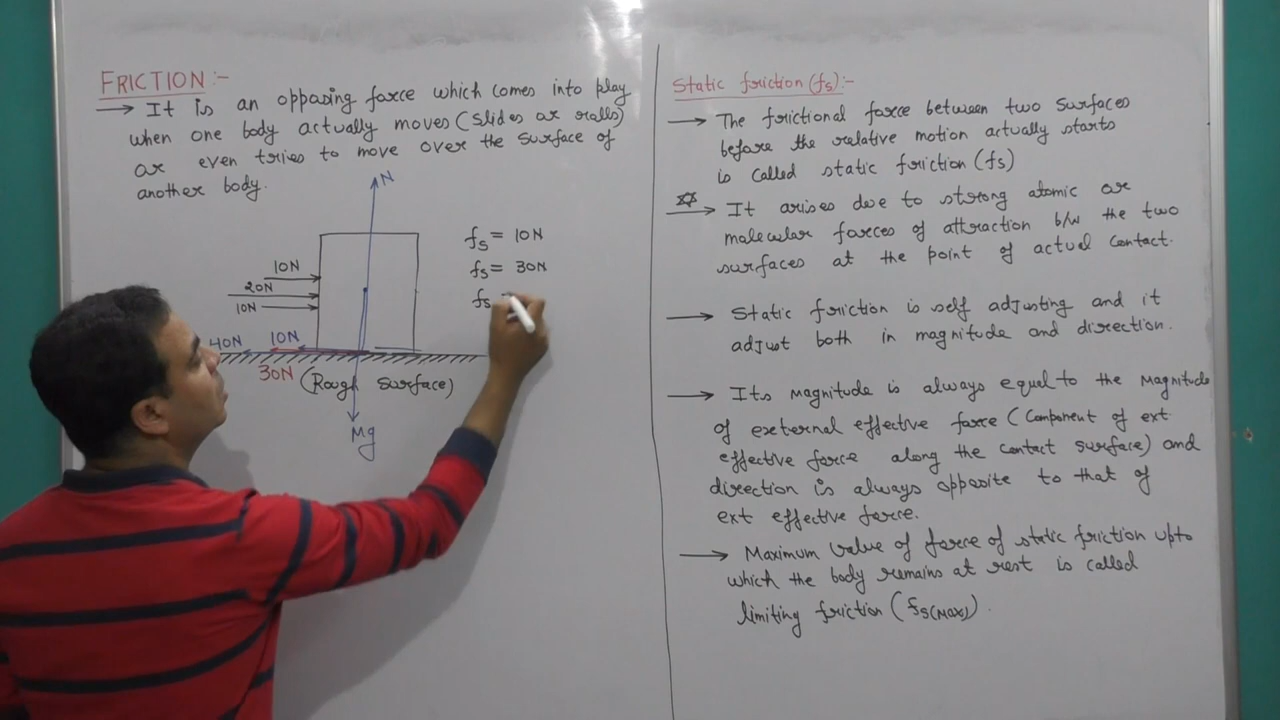 FRICTION:-
→ It is an opposing force which comes into play
when one body actually moves (slides or rolls)
or even tries to move over the surface of
another body.
N
fs = 10N
fs = 30N
fs
10N
20N
10N
40N 10N
30N (Rough surface)
Mg
Static friction (fs):-
→ The frictional force between two surfaces
before the relative motion actually starts
is called static friction (fs)
→ It arises due to strong atomic or
molecular forces of attraction b/w the two
surfaces at the point of actual contact.
→ Static friction is self adjusting and it
adjust both in magnitude and direction.
→ Its magnitude is always equal to the Magnitude
of external effective force (Component of ext
effective force along the contact surface) and
direction is always opposite to that of
ext effective force.
→ Maximum value of force of static friction upto
which the body remains at rest is called
limiting friction (fs(Max)).